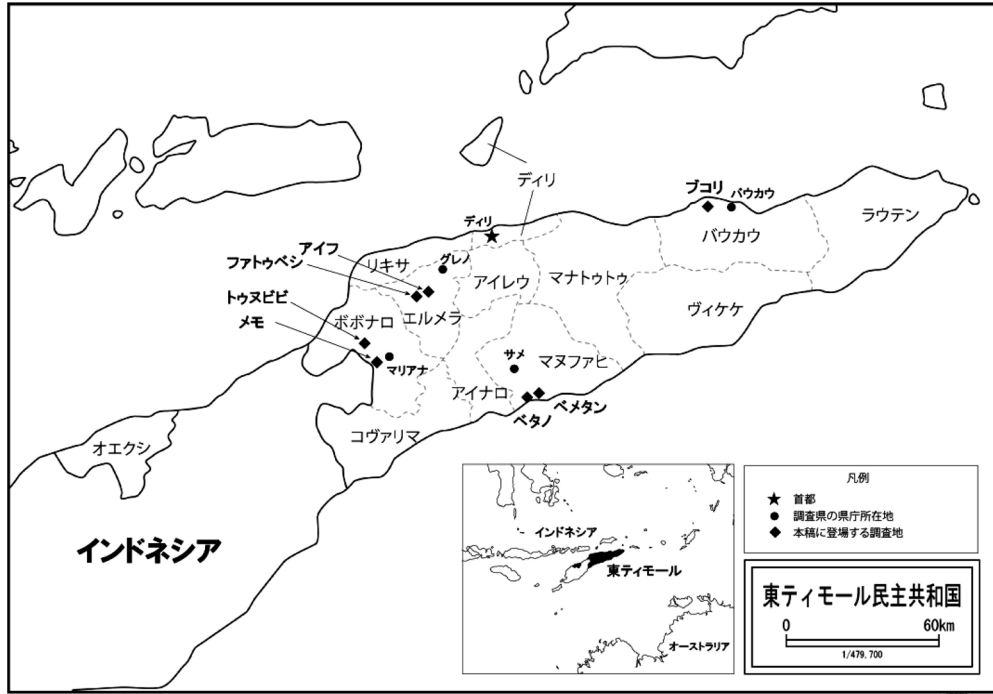 ディリ
ブコリ
バウカウ
ラウテン
ディリ
バウカウ
アイフ
グレノ
リキサ
ファトゥベシ
アイレウ
マナトゥトゥ
トゥヌビビ
ボボナロ
エルメラ
ヴィケケ
メモ
マリアナ
サメ
マヌファヒ
アイナロ
ベメタン
ベタノ
コヴァリマ
オエクシ
インドネシア
インドネシア
東ティモール
オーストラリア
凡例
首都
調査県の県庁所在地
本稿に登場する調査地
東ティモール民主共和国
0 60km
1/479,700